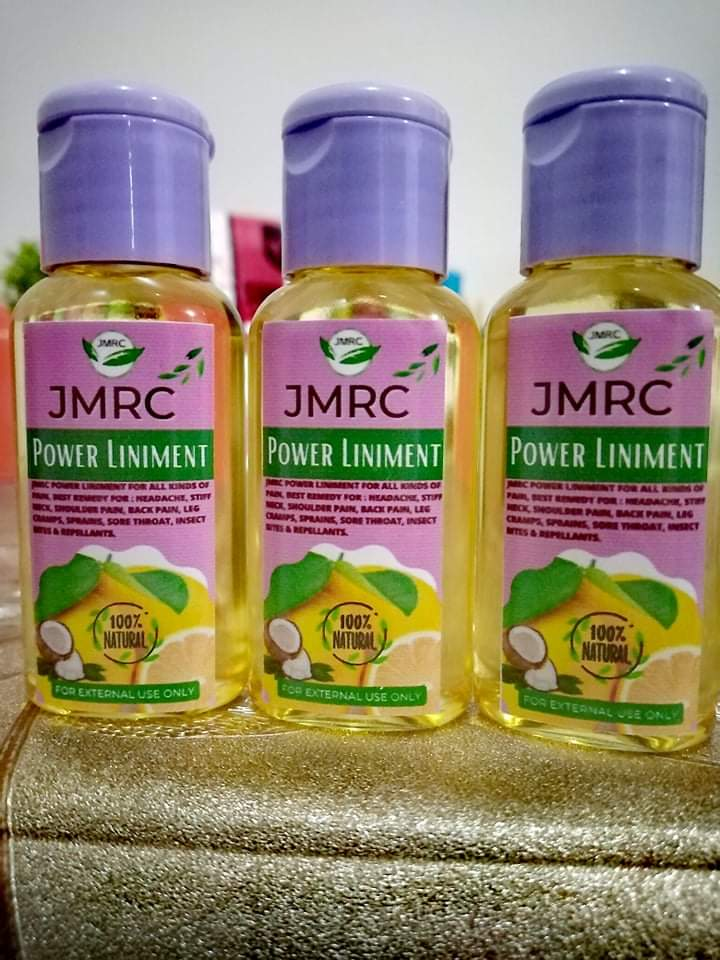 JMRC
JMRC
POWER LINIMENT
JMRC POWER LINIMENT FOR ALL KINDS OF
PAIN, BEST REMEDY FOR : HEADACHE, STIFF
NECK, SHOULDER PAIN, BACK PAIN, LEG
CRAMPS, SPRAINS, SORE THROAT, INSECT
BITES & REPELLANTS.
100%
NATURAL
FOR EXTERNAL USE ONLY
JMRC
JMRC
POWER LINIMENT
JMRC POWER LINIMENT FOR ALL KINDS OF
PAIN, BEST REMEDY FOR : HEADACHE, STIFF
NECK, SHOULDER PAIN, BACK PAIN, LEG
CRAMPS, SPRAINS, SORE THROAT, INSECT
BITES & REPELLANTS.
100%
NATURAL
FOR EXTERNAL USE ONLY
JMRC
JMRC
POWER LINIMENT
JMRC POWER LINIMENT FOR ALL KINDS OF
PAIN, BEST REMEDY FOR : HEADACHE, STIFF
NECK, SHOULDER PAIN, BACK PAIN, LEG
CRAMPS, SPRAINS, SORE THROAT, INSECT
BITES & REPELLANTS.
100%
NATURAL
FOR EXTERNAL USE ONLY